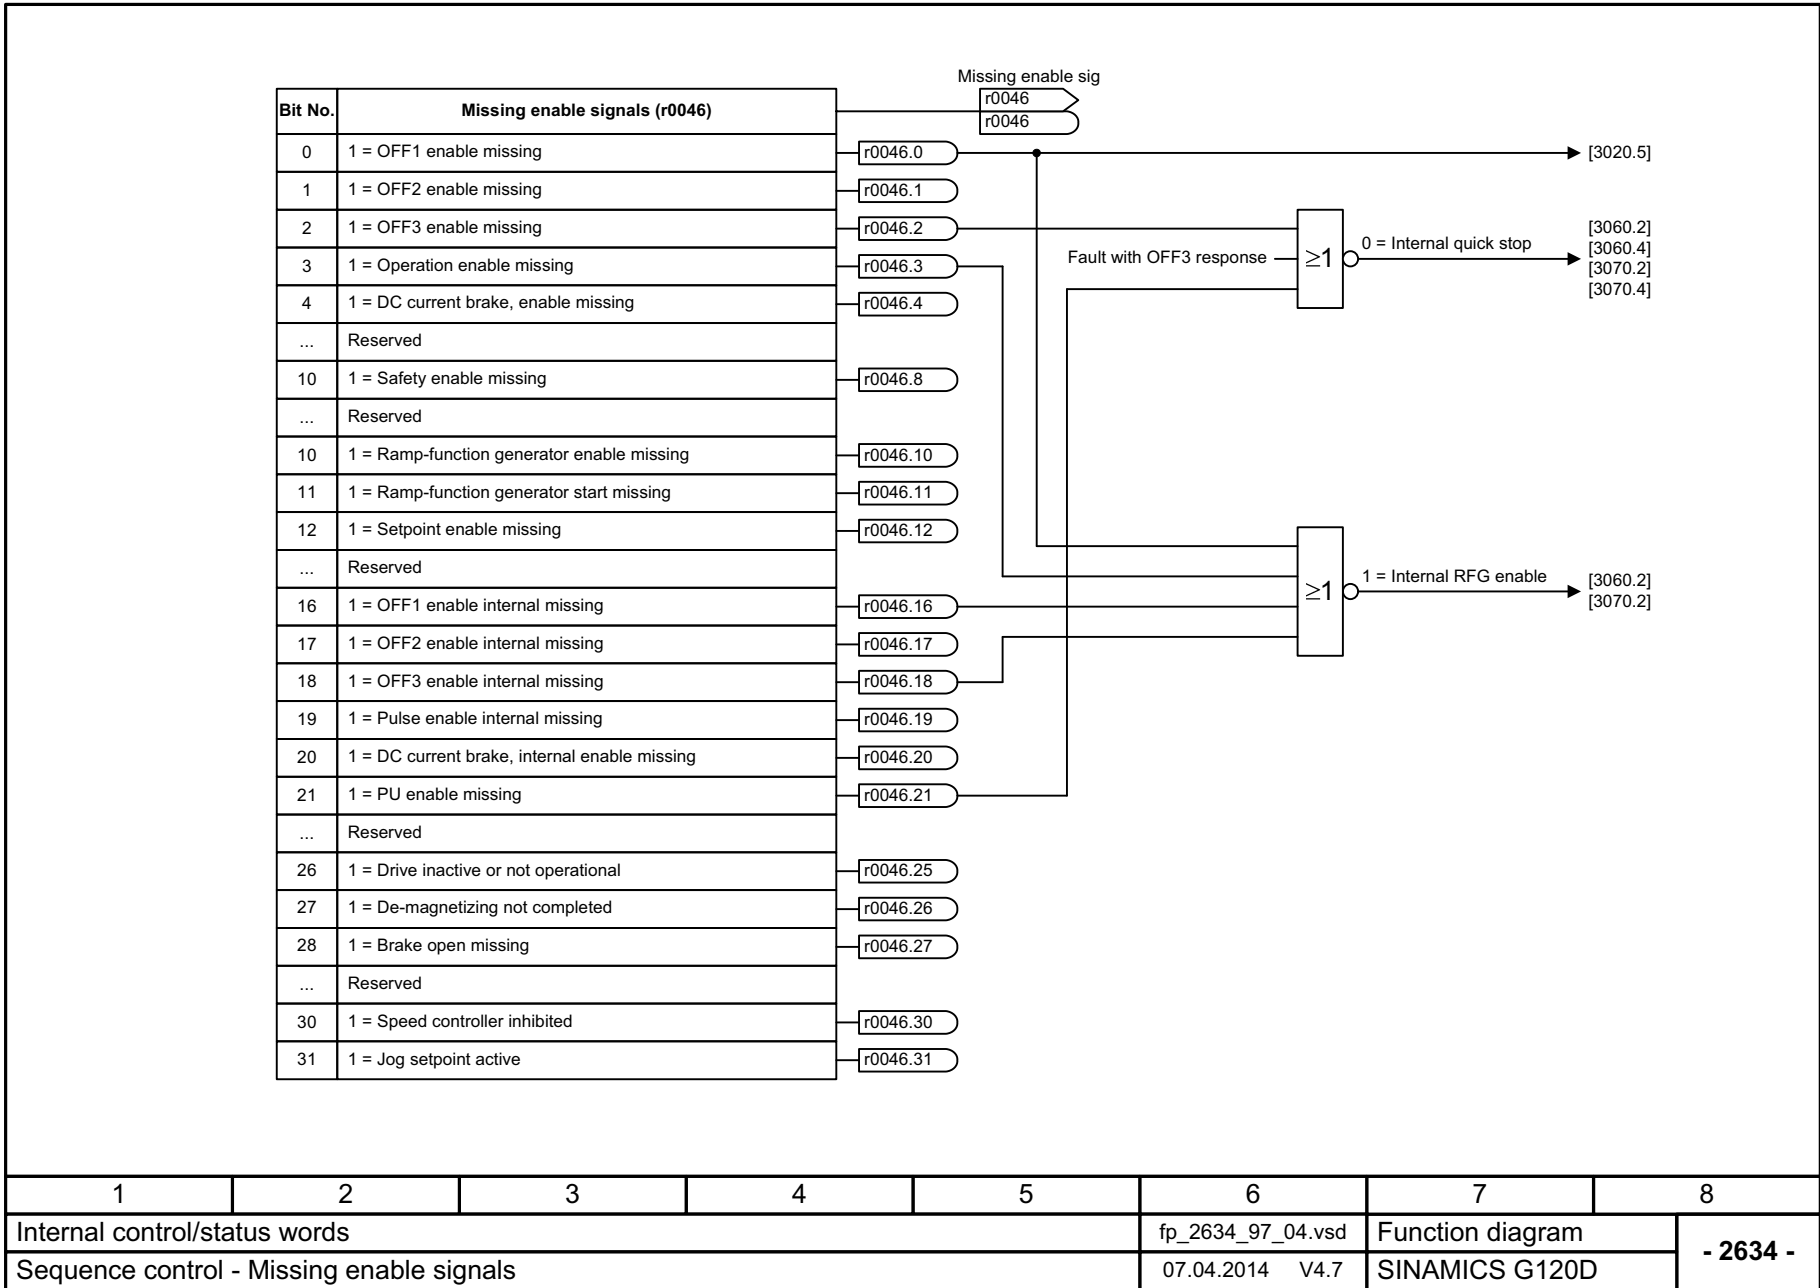 Missing enable sig
Bit No. Missing enable signals (r0046) r0046
r0046
0 1 = OFF1 enable missing r0046.0 [3020.5]
1 1 = OFF2 enable missing r0046.1
2 1 = OFF3 enable missing r0046.2 [3060.2]
0 = Internal quick stop [3060.4]
Fault with OFF3 response ≥1 [3070.2]
3 1 = Operation enable missing r0046.3
[3070.4]
4 1 = DC current brake, enable missing r0046.4
... Reserved
10 1 = Safety enable missing r0046.8
... Reserved
10 1 = Ramp-function generator enable missing r0046.10
11 1 = Ramp-function generator start missing r0046.11
12 1 = Setpoint enable missing r0046.12
... Reserved
1 = Internal RFG enable [3060.2]
≥1 [3070.2]
16 1 = OFF1 enable internal missing r0046.16
17 1 = OFF2 enable internal missing r0046.17
18 1 = OFF3 enable internal missing r0046.18
19 1 = Pulse enable internal missing r0046.19
20 1 = DC current brake, internal enable missing r0046.20
21 1 = PU enable missing r0046.21
... Reserved
26 1 = Drive inactive or not operational r0046.25
27 1 = De-magnetizing not completed r0046.26
28 1 = Brake open missing r0046.27
... Reserved
30 1 = Speed controller inhibited r0046.30
31 1 = Jog setpoint active r0046.31
1 2 3 4 5 6 7 8
Internal control/status words fp_2634_97_04.vsd Function diagram
- 2634 -
Sequence control - Missing enable signals 07.04.2014 V4.7 SINAMICS G120D